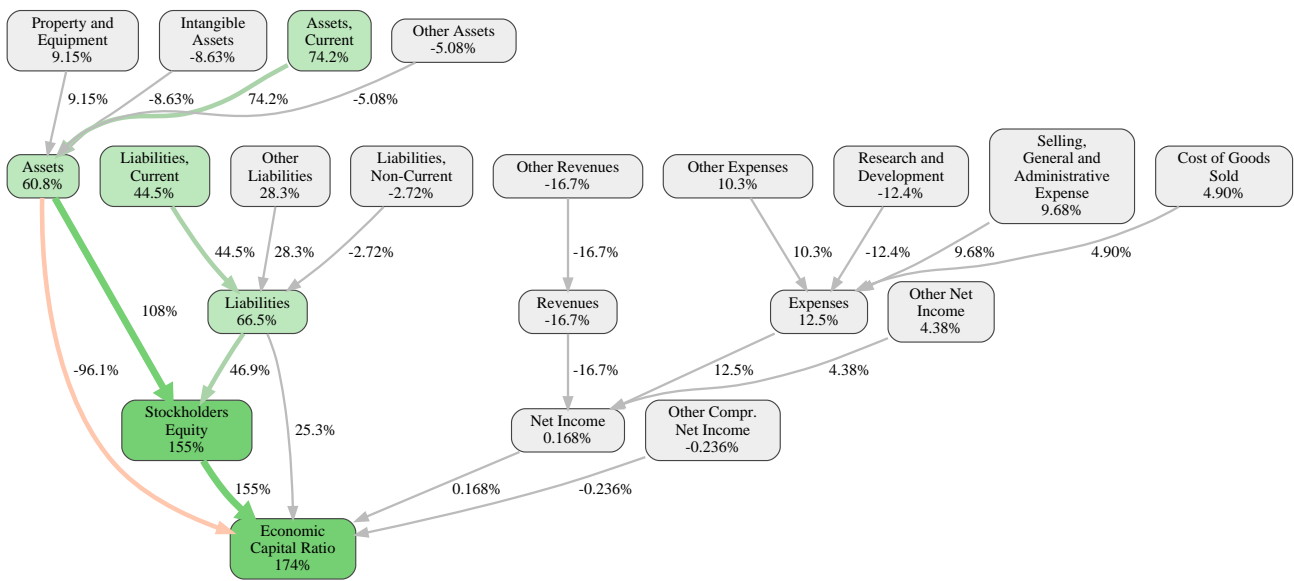 Property and
Equipment
9.15%
Intangible
Assets
-8.63%
Assets,
Current
74.2%
Other Assets
-5.08%
9.15%
-8.63%
74.2%
-5.08%
Assets
60.8%
Liabilities,
Current
44.5%
Other
Liabilities
28.3%
Liabilities,
Non-Current
-2.72%
Other Revenues
-16.7%
Other Expenses
10.3%
Research and
Development
-12.4%
Selling,
General and
Administrative
Expense
9.68%
Cost of Goods
Sold
4.90%
44.5%
28.3%
-2.72%
-16.7%
10.3%
-12.4%
9.68%
4.90%
Liabilities
66.5%
Revenues
-16.7%
Expenses
12.5%
Other Net
Income
4.38%
108%
-96.1%
46.9%
-16.7%
12.5%
4.38%
Stockholders
Equity
155%
25.3%
Net Income
0.168%
Other Compr.
Net Income
-0.236%
155%
0.168%
-0.236%
Economic
Capital Ratio
174%